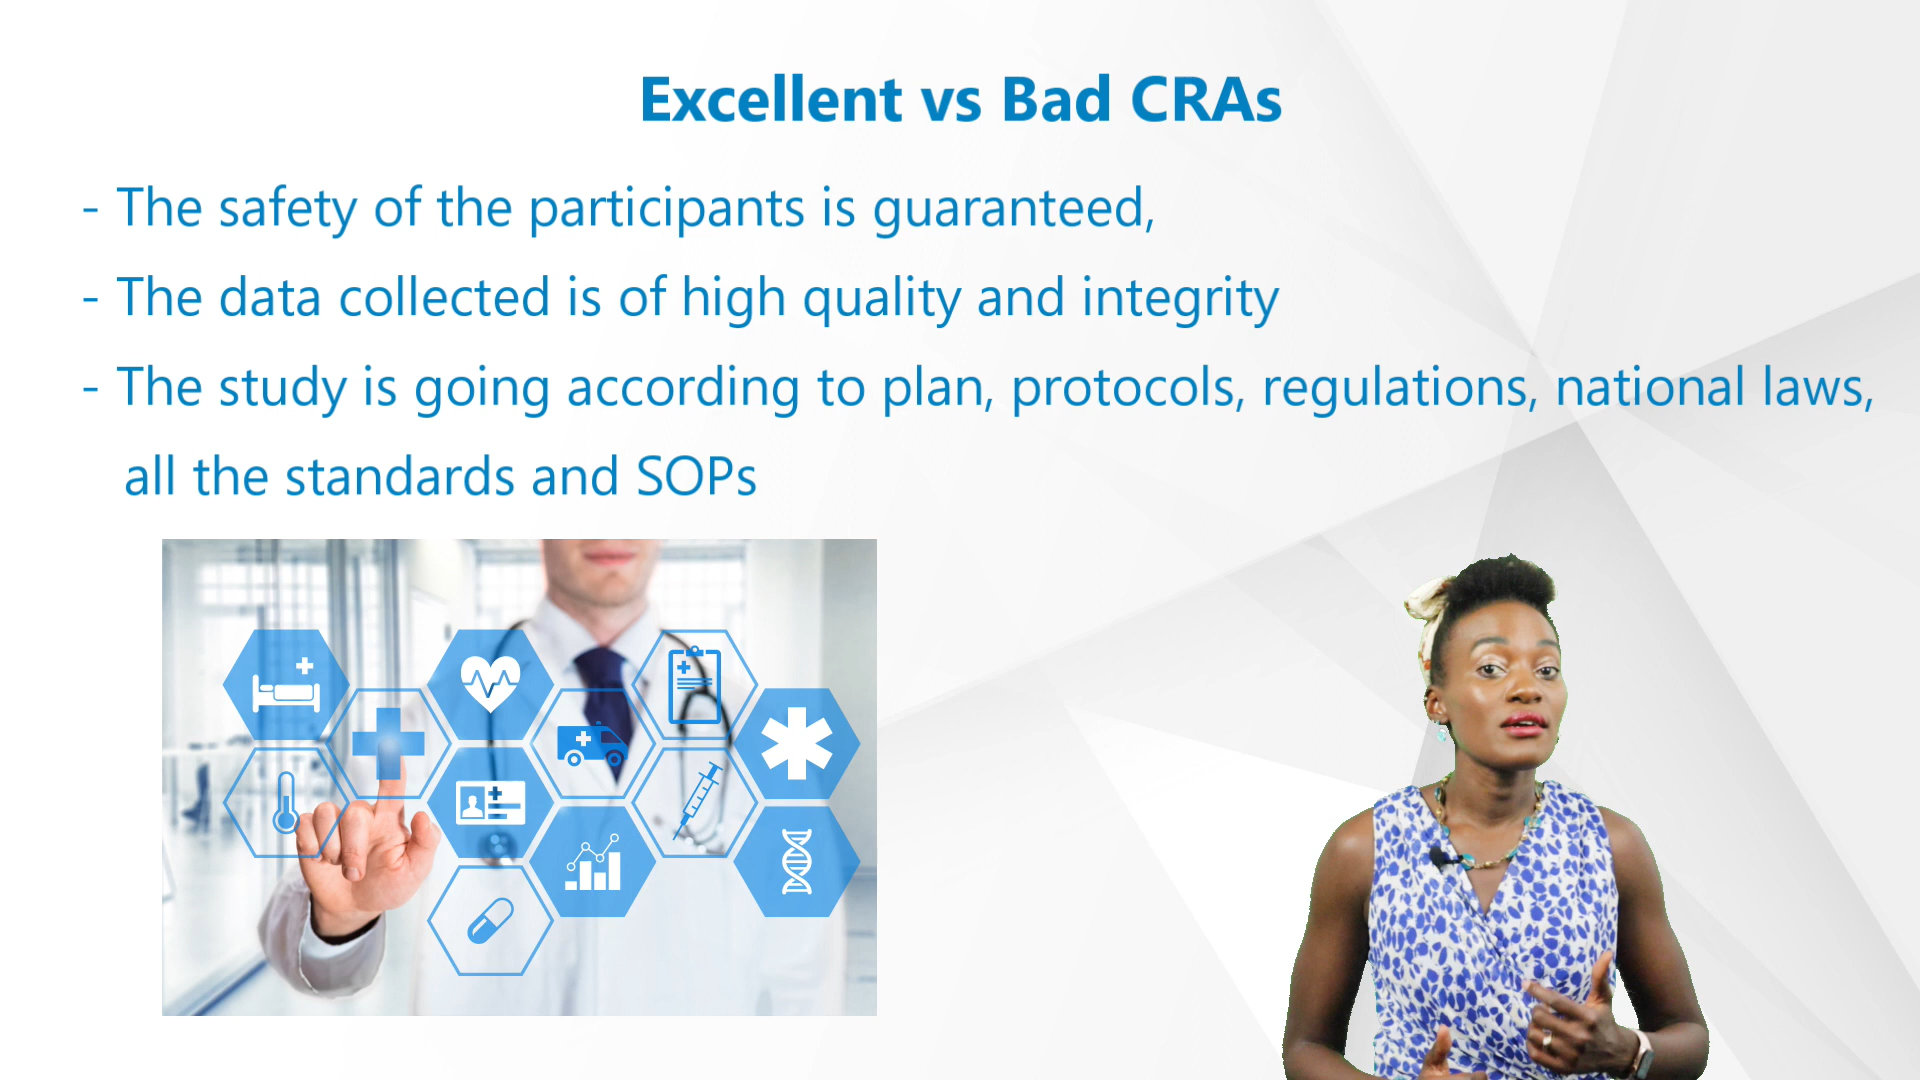 Excellent vs Bad CRAs
- The safety of the participants is guaranteed,
- The data collected is of high quality and integrity
- The study is going according to plan, protocols, regulations, national laws,
all the standards and SOPs